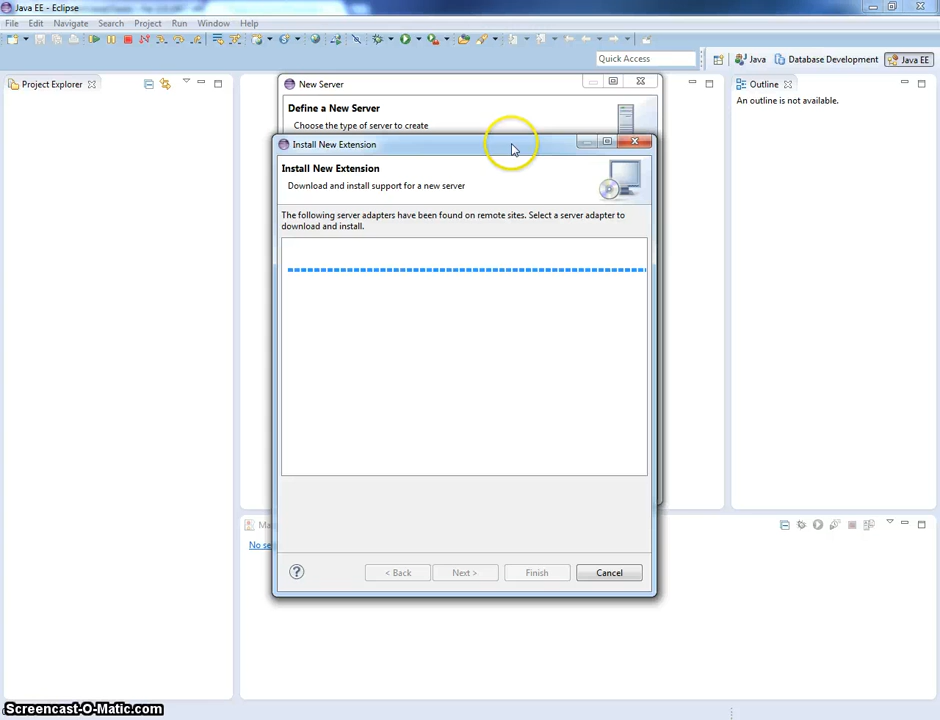 Java EE - Eclipse
File Edit Navigate Search Project Run Window Help
Quick Access
Java
Database Development
Java EE
Project Explorer
New Server
Outline
Define a New Server
An outline is not available.
Choose the type of server to create
Install New Extension
Install New Extension
Download and install support for a new server
The following server adapters have been found on remote sites. Select a server adapter to
download and install.
Ma
No se
< Back
Next >
Finish
Cancel
Screencast-O-Matic.com